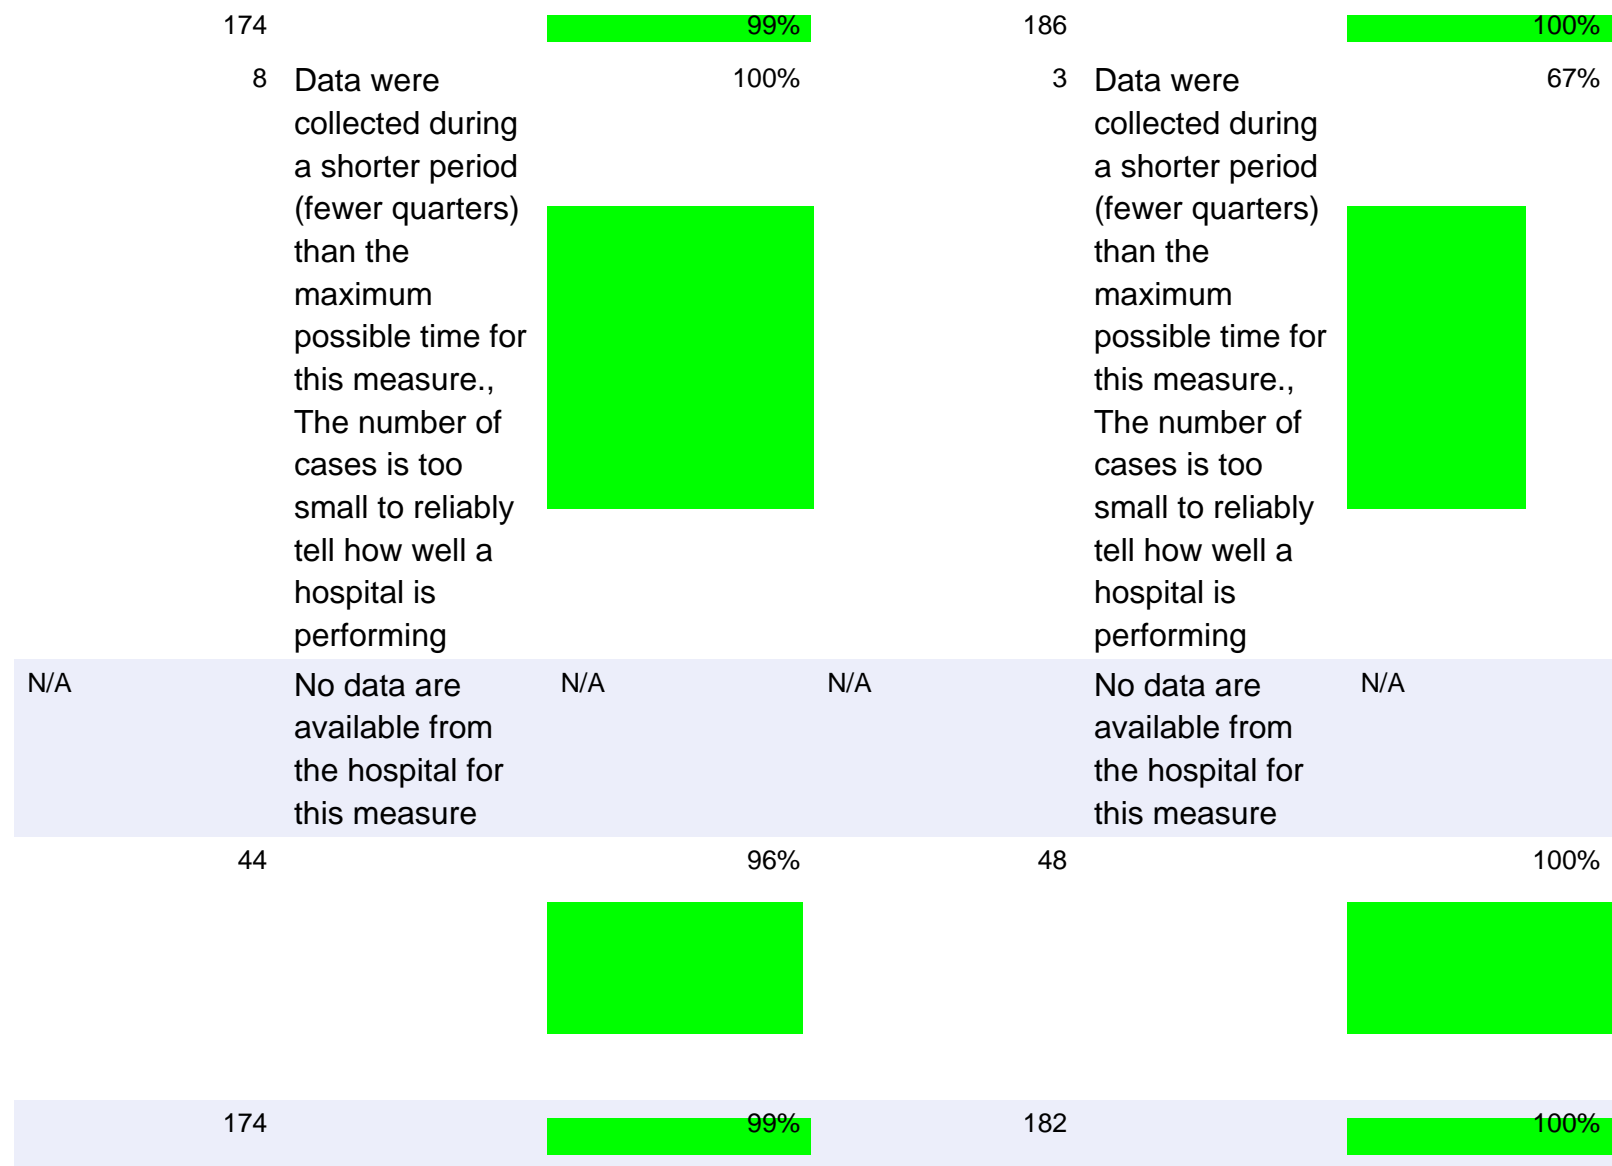 174 99% 186 100%
8 Data were 100% 3 Data were 67%
collected during collected during
a shorter period a shorter period
(fewer quarters) (fewer quarters)
than the than the
maximum maximum
possible time for possible time for
this measure., this measure.,
The number of The number of
cases is too cases is too
small to reliably small to reliably
tell how well a tell how well a
hospital is hospital is
performing performing
N/A No data are N/A N/A No data are N/A
available from available from
the hospital for the hospital for
this measure this measure
44 96% 48 100%
174 99% 182 100%